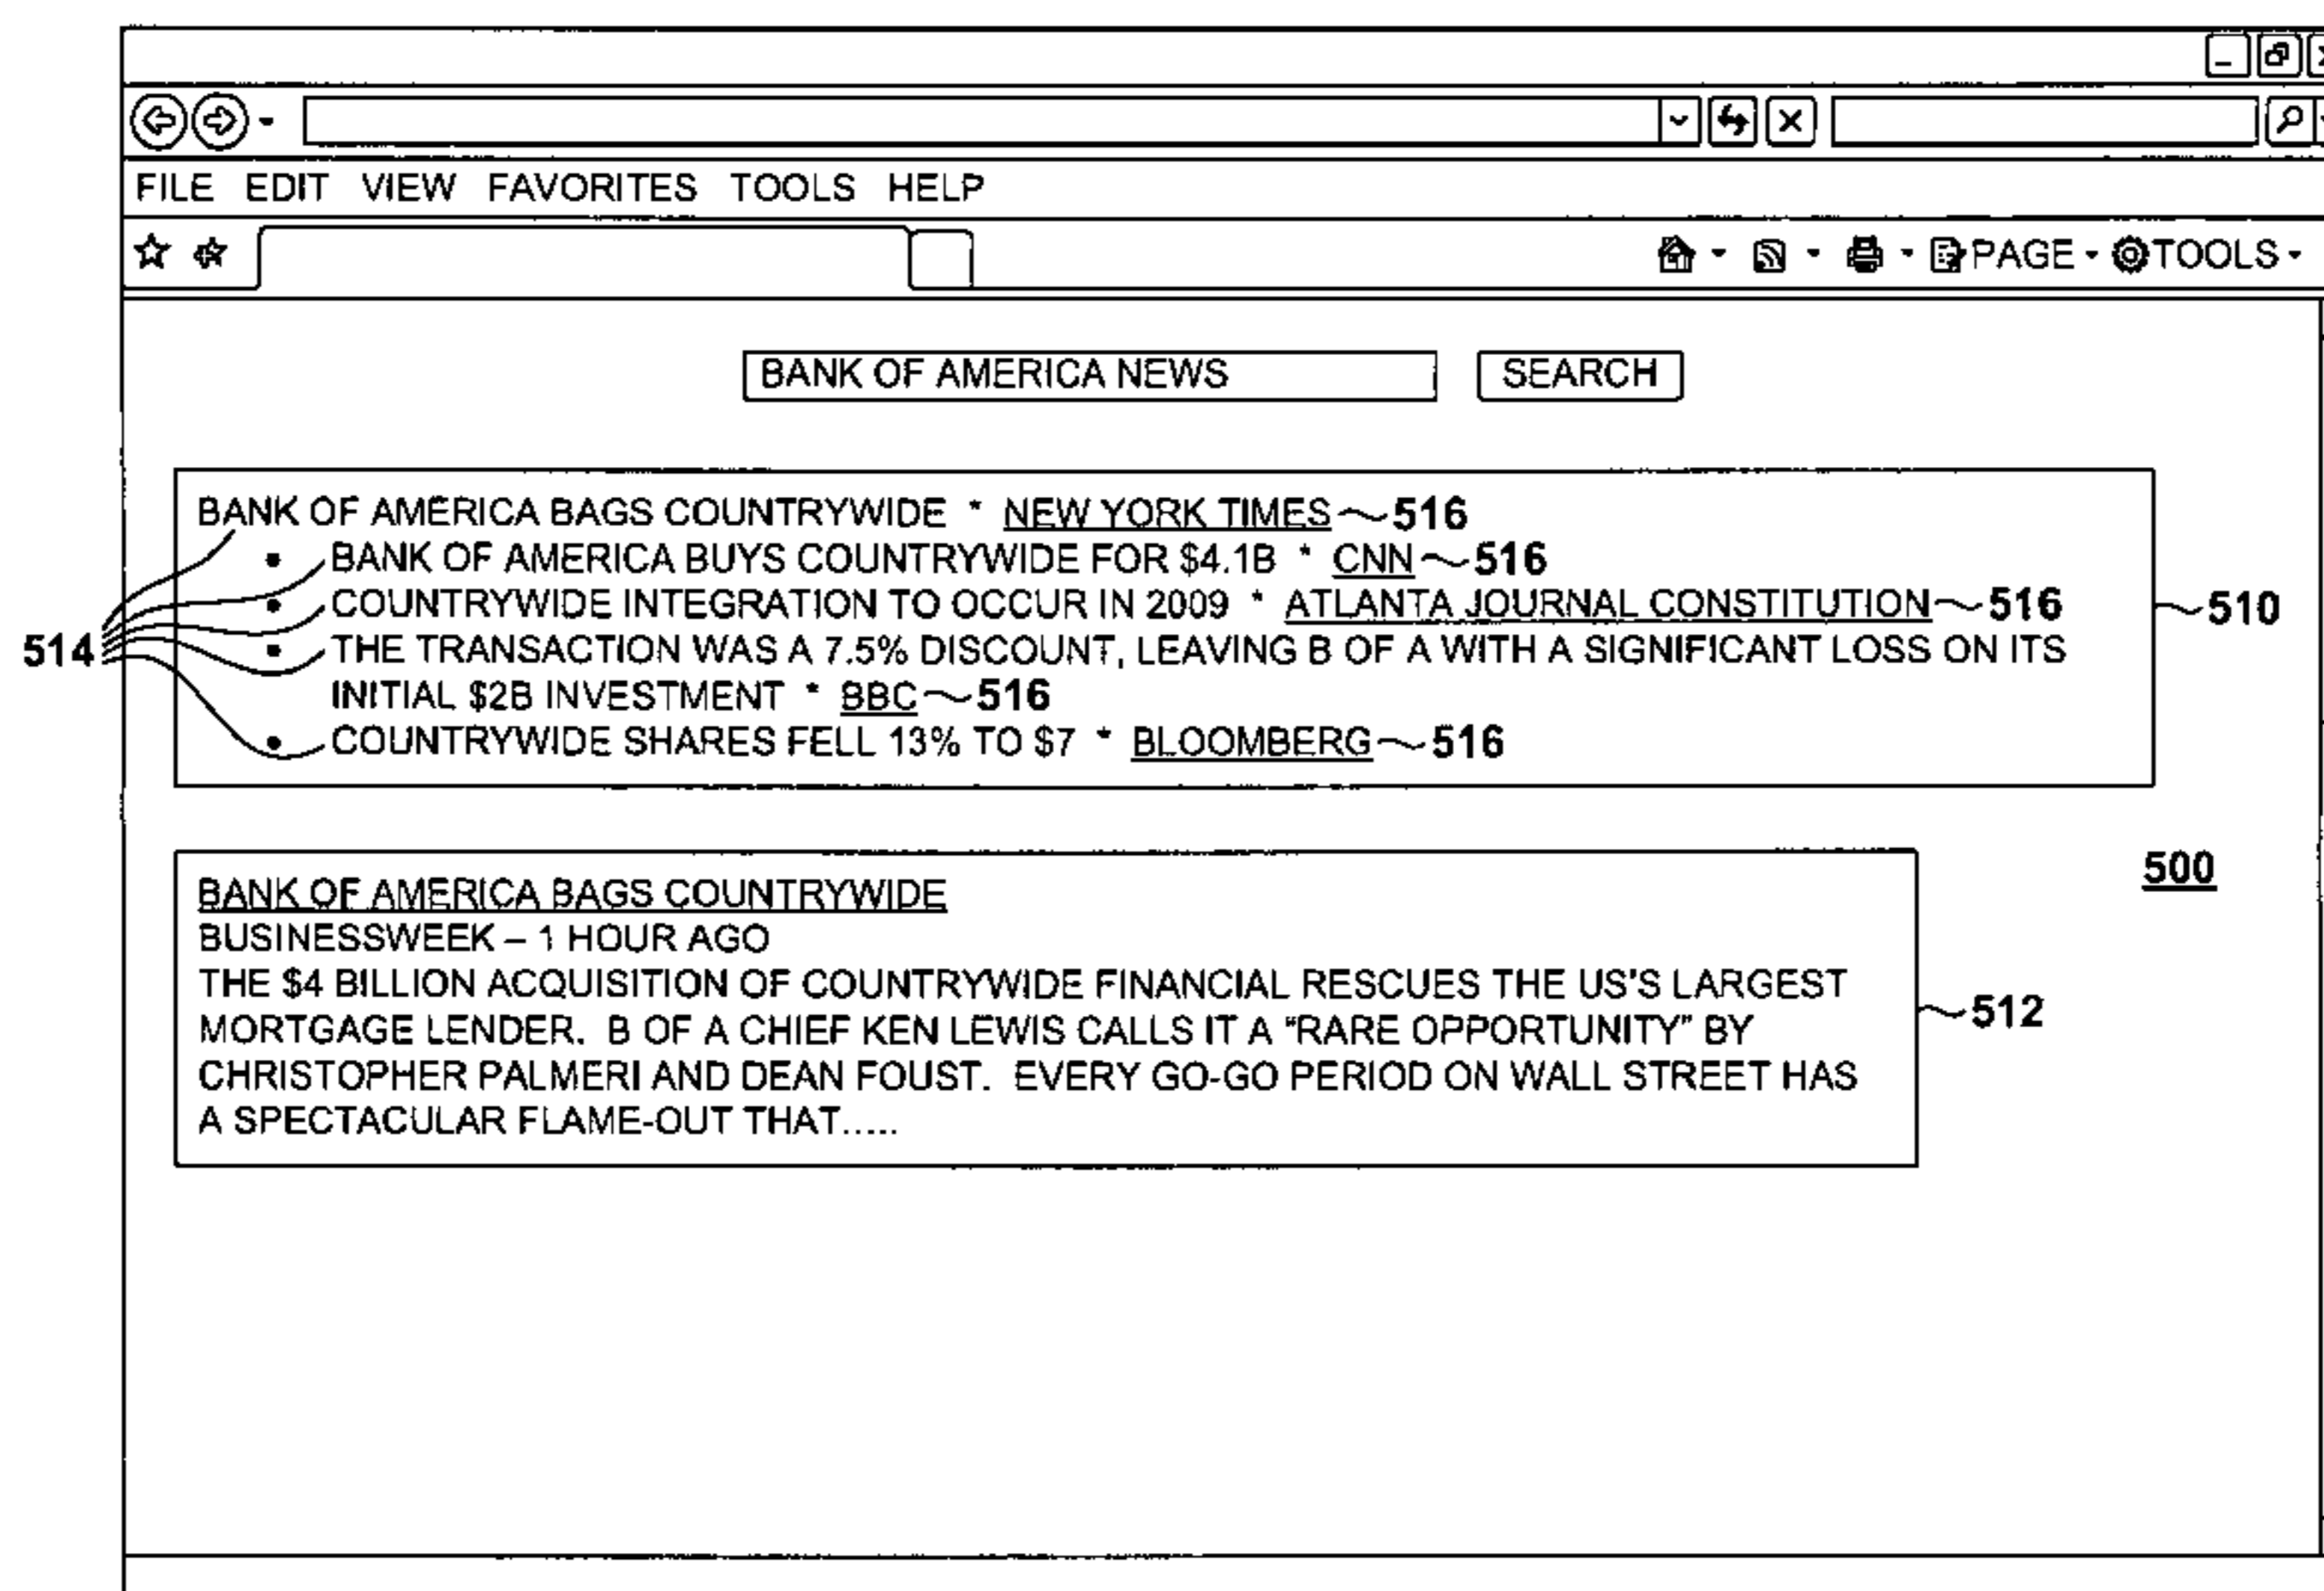 FILE EDIT VIEW FAVORITES TOOLS HELP
PAGE TOOLS
BANK OF AMERICA NEWS SEARCH
BANK OF AMERICA BAGS COUNTRYWIDE * NEW YORK TIMES 516
• BANK OF AMERICA BUYS COUNTRYWIDE FOR $4.1B * CNN 516
• COUNTRYWIDE INTEGRATION TO OCCUR IN 2009 * ATLANTA JOURNAL CONSTITUTION 516
510
514
• THE TRANSACTION WAS A 7.5% DISCOUNT, LEAVING B OF A WITH A SIGNIFICANT LOSS ON ITS
INITIAL $2B INVESTMENT * BBC 516
• COUNTRYWIDE SHARES FELL 13% TO $7 * BLOOMBERG 516
500
BANK OF AMERICA BAGS COUNTRYWIDE
BUSINESSWEEK – 1 HOUR AGO
THE $4 BILLION ACQUISITION OF COUNTRYWIDE FINANCIAL RESCUES THE US'S LARGEST
MORTGAGE LENDER. B OF A CHIEF KEN LEWIS CALLS IT A "RARE OPPORTUNITY" BY
512
CHRISTOPHER PALMERI AND DEAN FOUST. EVERY GO-GO PERIOD ON WALL STREET HAS
A SPECTACULAR FLAME-OUT THAT.....